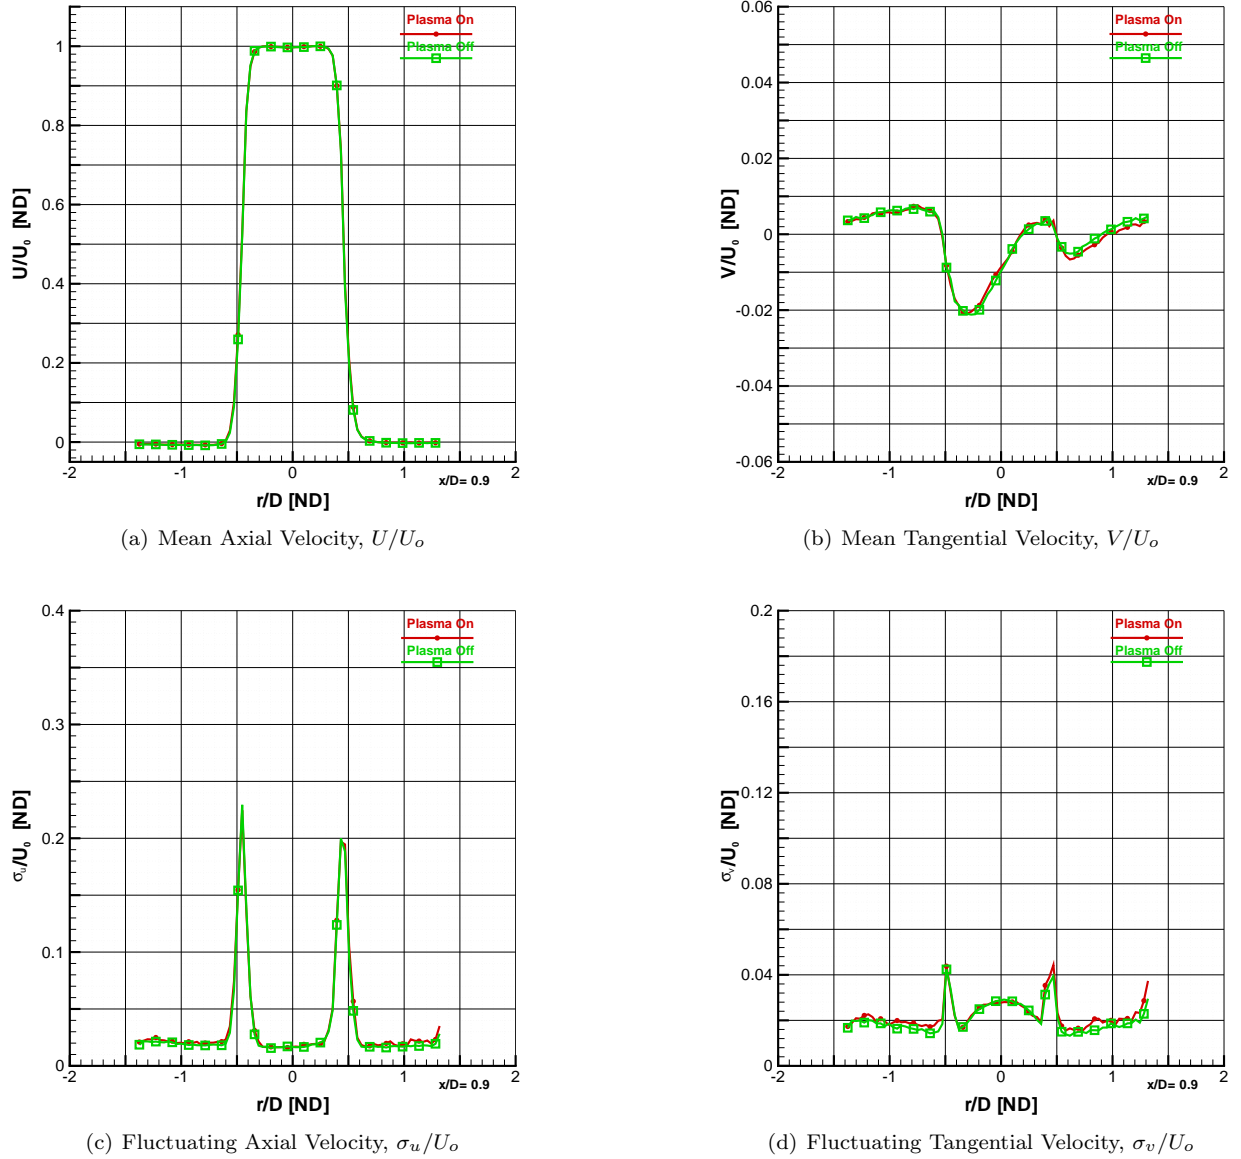 Plasma On
Plasma Off
1
0.8
0.6
0.4
0.2
0
U/U₀ [ND]
-2 -1 0 1 2
x/D= 0.9
r/D [ND]
(a) Mean Axial Velocity, U/Uₒ
Plasma On
Plasma Off
0.06
0.04
0.02
0
-0.02
-0.04
-0.06
V/U₀ [ND]
-2 -1 0 1 2
x/D= 0.9
r/D [ND]
(b) Mean Tangential Velocity, V/Uₒ
Plasma On
Plasma Off
0.4
0.3
0.2
0.1
0
σᵤ/U₀ [ND]
-2 -1 0 1 2
x/D= 0.9
r/D [ND]
(c) Fluctuating Axial Velocity, σᵤ/Uₒ
Plasma On
Plasma Off
0.2
0.16
0.12
0.08
0.04
0
σᵥ/U₀ [ND]
-2 -1 0 1 2
x/D= 0.9
r/D [ND]
(d) Fluctuating Tangential Velocity, σᵥ/Uₒ